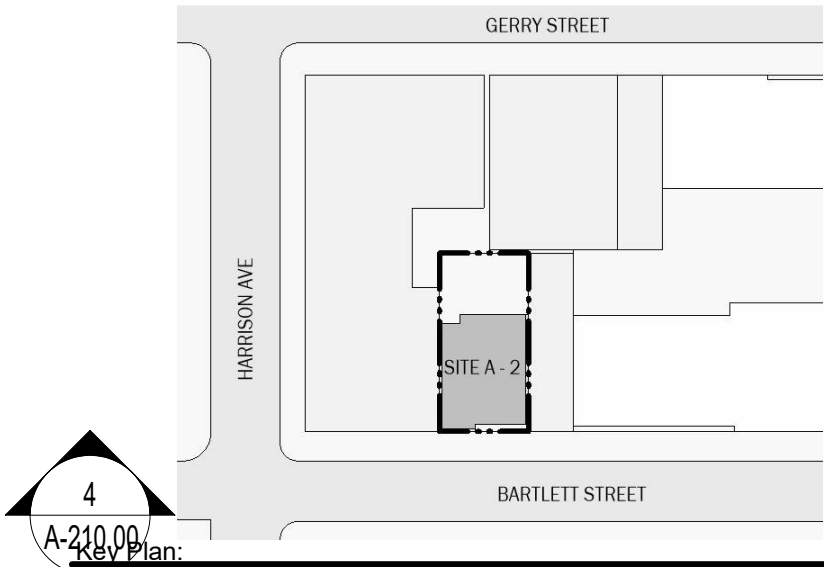 GERRY STREET
HARRISON AVE
SITE A - 2
BARTLETT STREET
4
A-210.00
Key Plan: